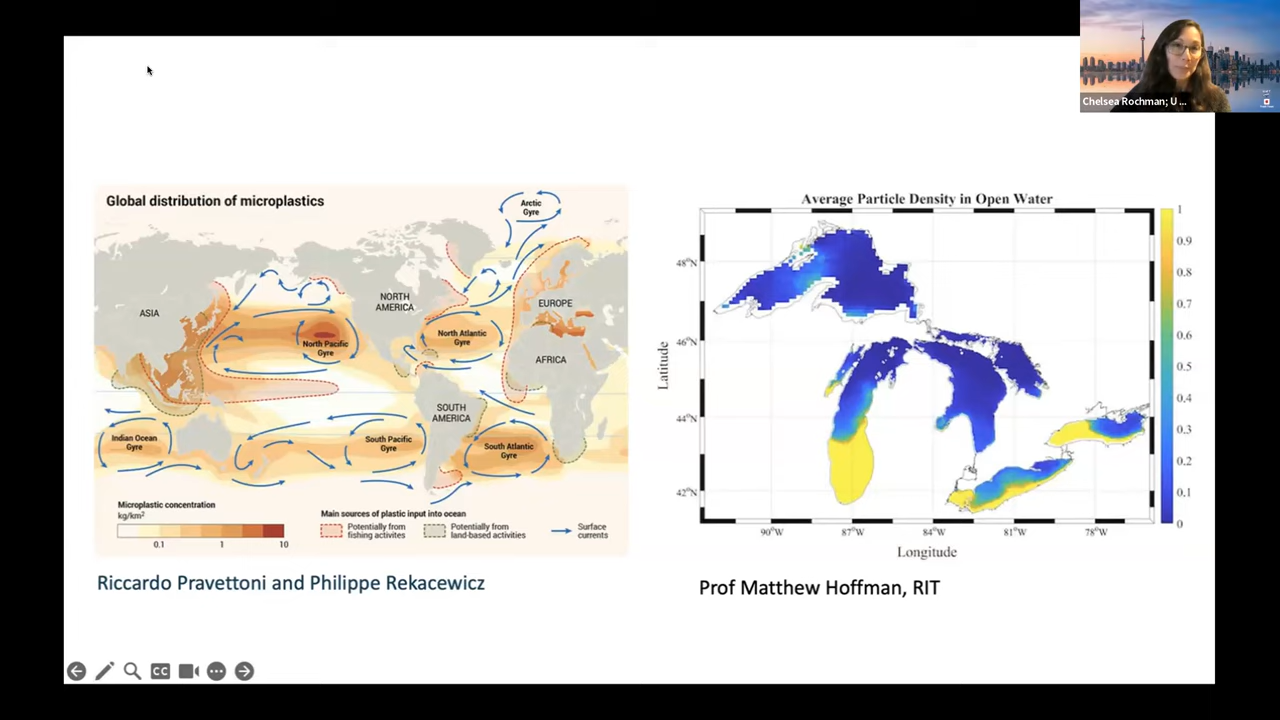 Chelsea Rochman; U ...
Global distribution of microplastics
Arctic
Gyre
ASIA
NORTH
AMERICA
EUROPE
North Pacific
Gyre
North Atlantic
Gyre
AFRICA
SOUTH
AMERICA
Indian Ocean
Gyre
South Pacific
Gyre
South Atlantic
Gyre
Microplastic concentration
kg/km²
0.1 1 10
Main sources of plastic input into ocean
Potentially from
fishing activites
Potentially from
land-based activities
Surface
currents
Riccardo Pravettoni and Philippe Rekacewicz
Average Particle Density in Open Water
Latitude
48°N
46°N
44°N
42°N
90°W 87°W 84°W 81°W 78°W
Longitude
1
0.9
0.8
0.7
0.6
0.5
0.4
0.3
0.2
0.1
0
Prof Matthew Hoffman, RIT
CC